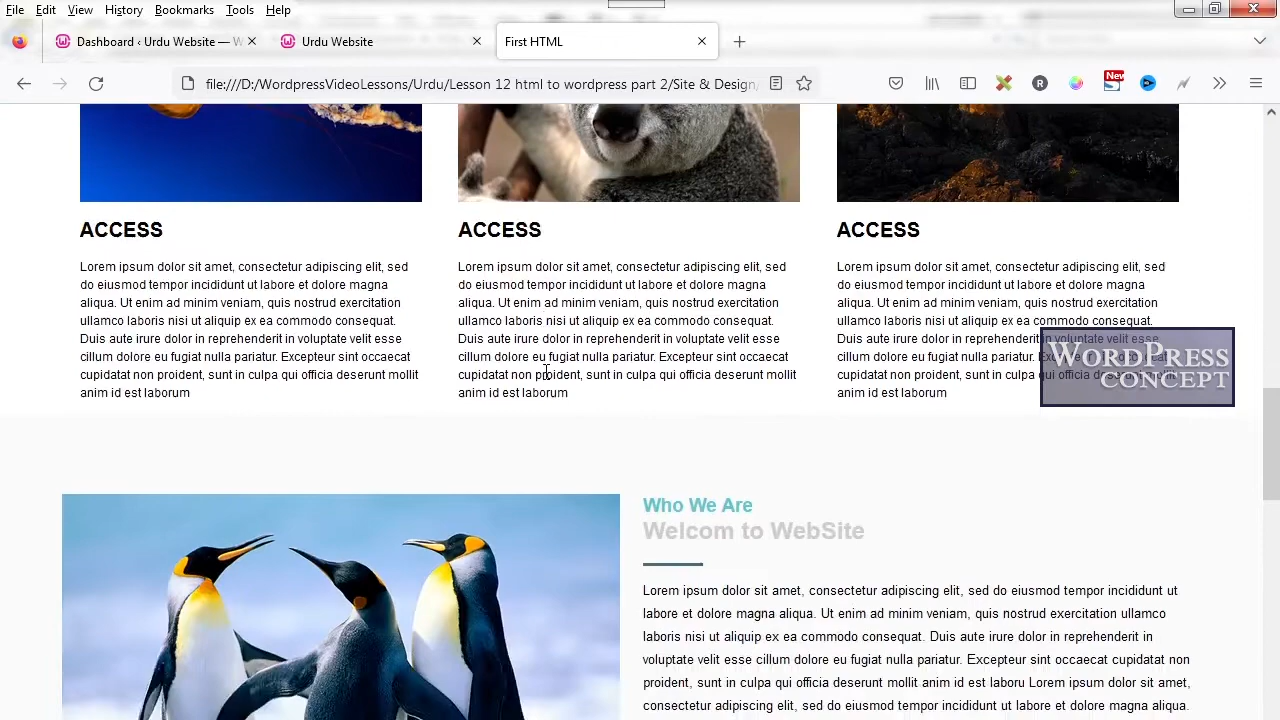 File Edit View History Bookmarks Tools Help
Dashboard ‹ Urdu Website — W
Urdu Website
First HTML
file:///D:/WordpressVideoLessons/Urdu/Lesson 12 html to wordpress part 2/Site & Design/
New
R
ACCESS
Lorem ipsum dolor sit amet, consectetur adipiscing elit, sed
do eiusmod tempor incididunt ut labore et dolore magna
aliqua. Ut enim ad minim veniam, quis nostrud exercitation
ullamco laboris nisi ut aliquip ex ea commodo consequat.
Duis aute irure dolor in reprehenderit in voluptate velit esse
cillum dolore eu fugiat nulla pariatur. Excepteur sint occaecat
cupidatat non proident, sunt in culpa qui officia deserunt mollit
anim id est laborum
ACCESS
Lorem ipsum dolor sit amet, consectetur adipiscing elit, sed
do eiusmod tempor incididunt ut labore et dolore magna
aliqua. Ut enim ad minim veniam, quis nostrud exercitation
ullamco laboris nisi ut aliquip ex ea commodo consequat.
Duis aute irure dolor in reprehenderit in voluptate velit esse
cillum dolore eu fugiat nulla pariatur. Excepteur sint occaecat
cupidatat non proident, sunt in culpa qui officia deserunt mollit
anim id est laborum
ACCESS
Lorem ipsum dolor sit amet, consectetur adipiscing elit, sed
do eiusmod tempor incididunt ut labore et dolore magna
aliqua. Ut enim ad minim veniam, quis nostrud exercitation
ullamco laboris nisi ut aliquip ex ea commodo consequat.
Duis aute irure dolor in reprehenderit in voluptate velit esse
cillum dolore eu fugiat nulla pariatur.
cupidatat non proident, sunt in culpa qui officia deserunt mollit
anim id est laborum
WORDPRESS
CONCEPT
Who We Are
Welcom to WebSite
Lorem ipsum dolor sit amet, consectetur adipiscing elit, sed do eiusmod tempor incididunt ut
labore et dolore magna aliqua. Ut enim ad minim veniam, quis nostrud exercitation ullamco
laboris nisi ut aliquip ex ea commodo consequat. Duis aute irure dolor in reprehenderit in
voluptate velit esse cillum dolore eu fugiat nulla pariatur. Excepteur sint occaecat cupidatat non
proident, sunt in culpa qui officia deserunt mollit anim id est laboru Lorem ipsum dolor sit amet,
consectetur adipiscing elit, sed do eiusmod tempor incididunt ut labore et dolore magna aliqua.